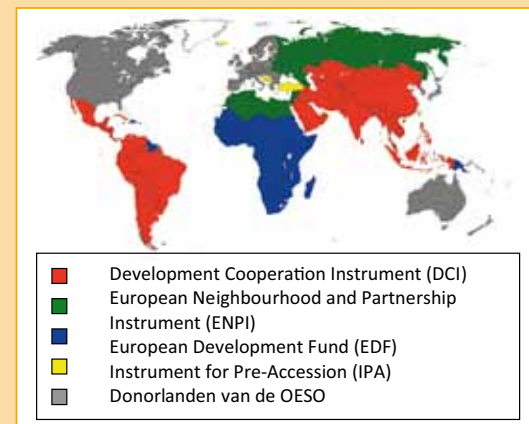 Development Cooperation Instrument (DCI)
European Neighbourhood and Partnership
Instrument (ENPI)
European Development Fund (EDF)
Instrument for Pre-Accession (IPA)
Donorlanden van de OESO